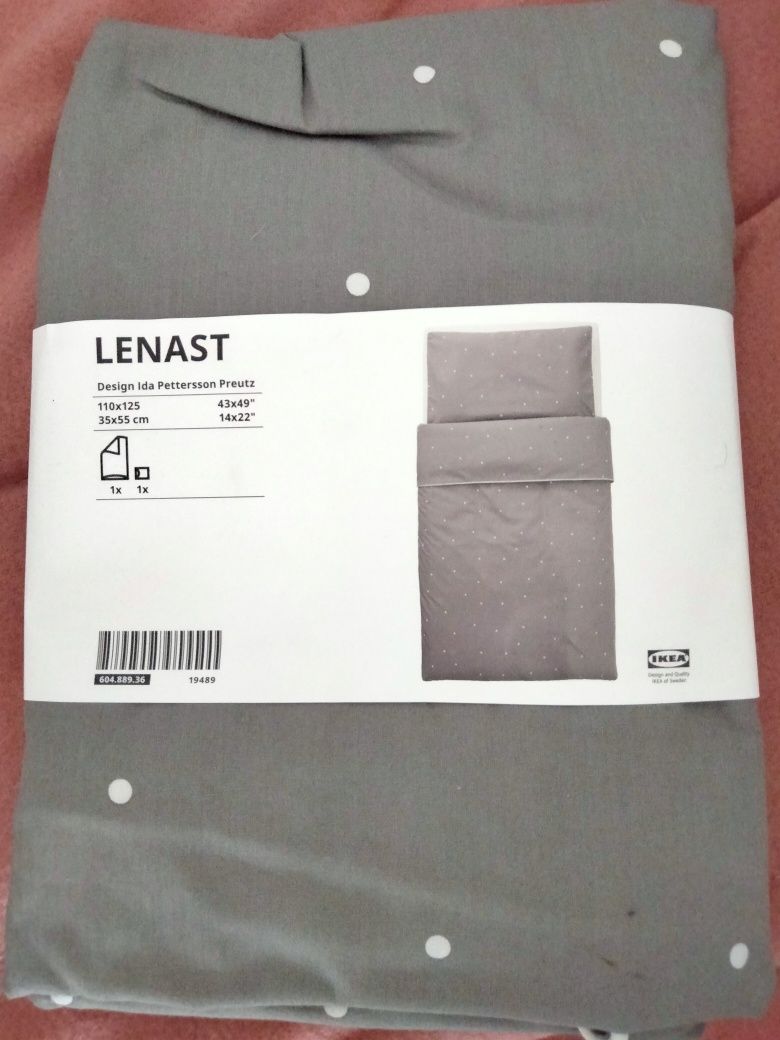 LENAST
Design Ida Pettersson Preutz
110x125 43x49"
35x55 cm 14x22"
1x 1x
604.889.36 19489
IKEA
Design and Quality
IKEA of Sweden